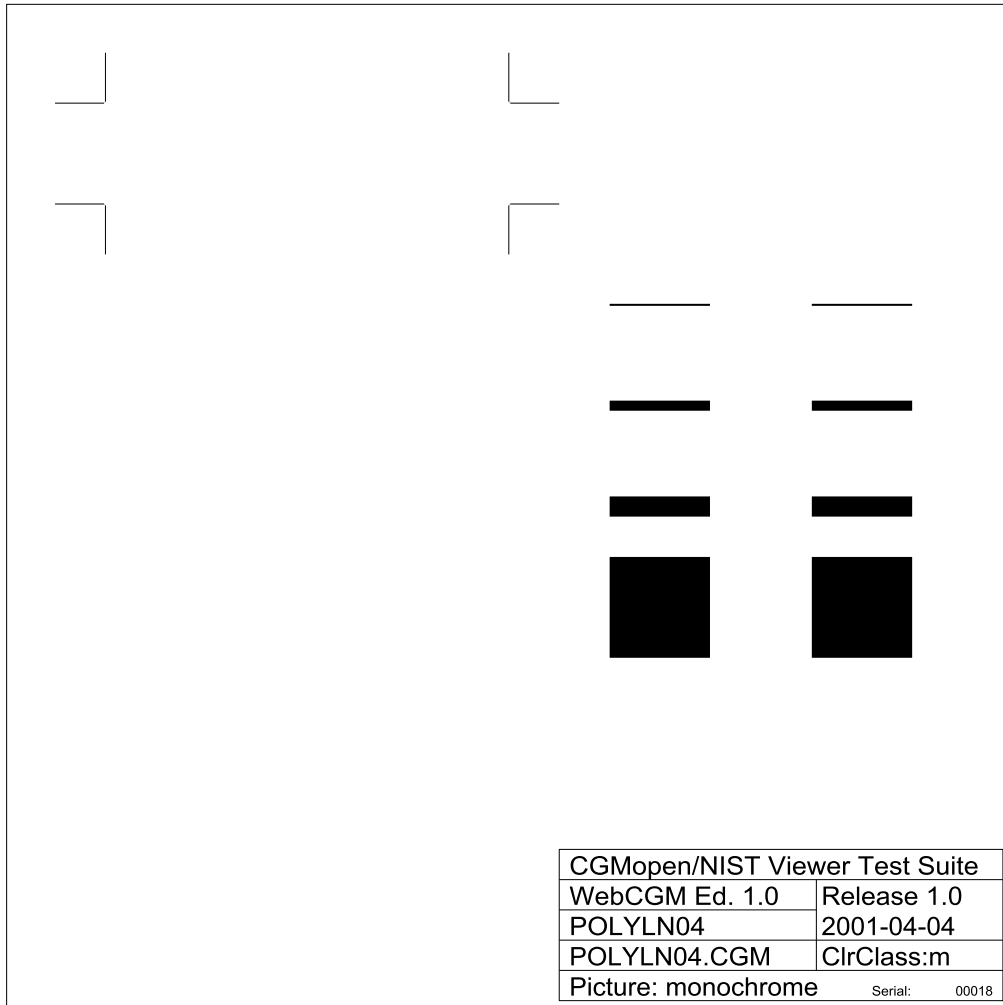 CGMopen/NIST Viewer Test Suite
WebCGM Ed. 1.0 Release 1.0
POLYLN04 2001-04-04
POLYLN04.CGM ClrClass:m
Picture: monochrome Serial: 00018